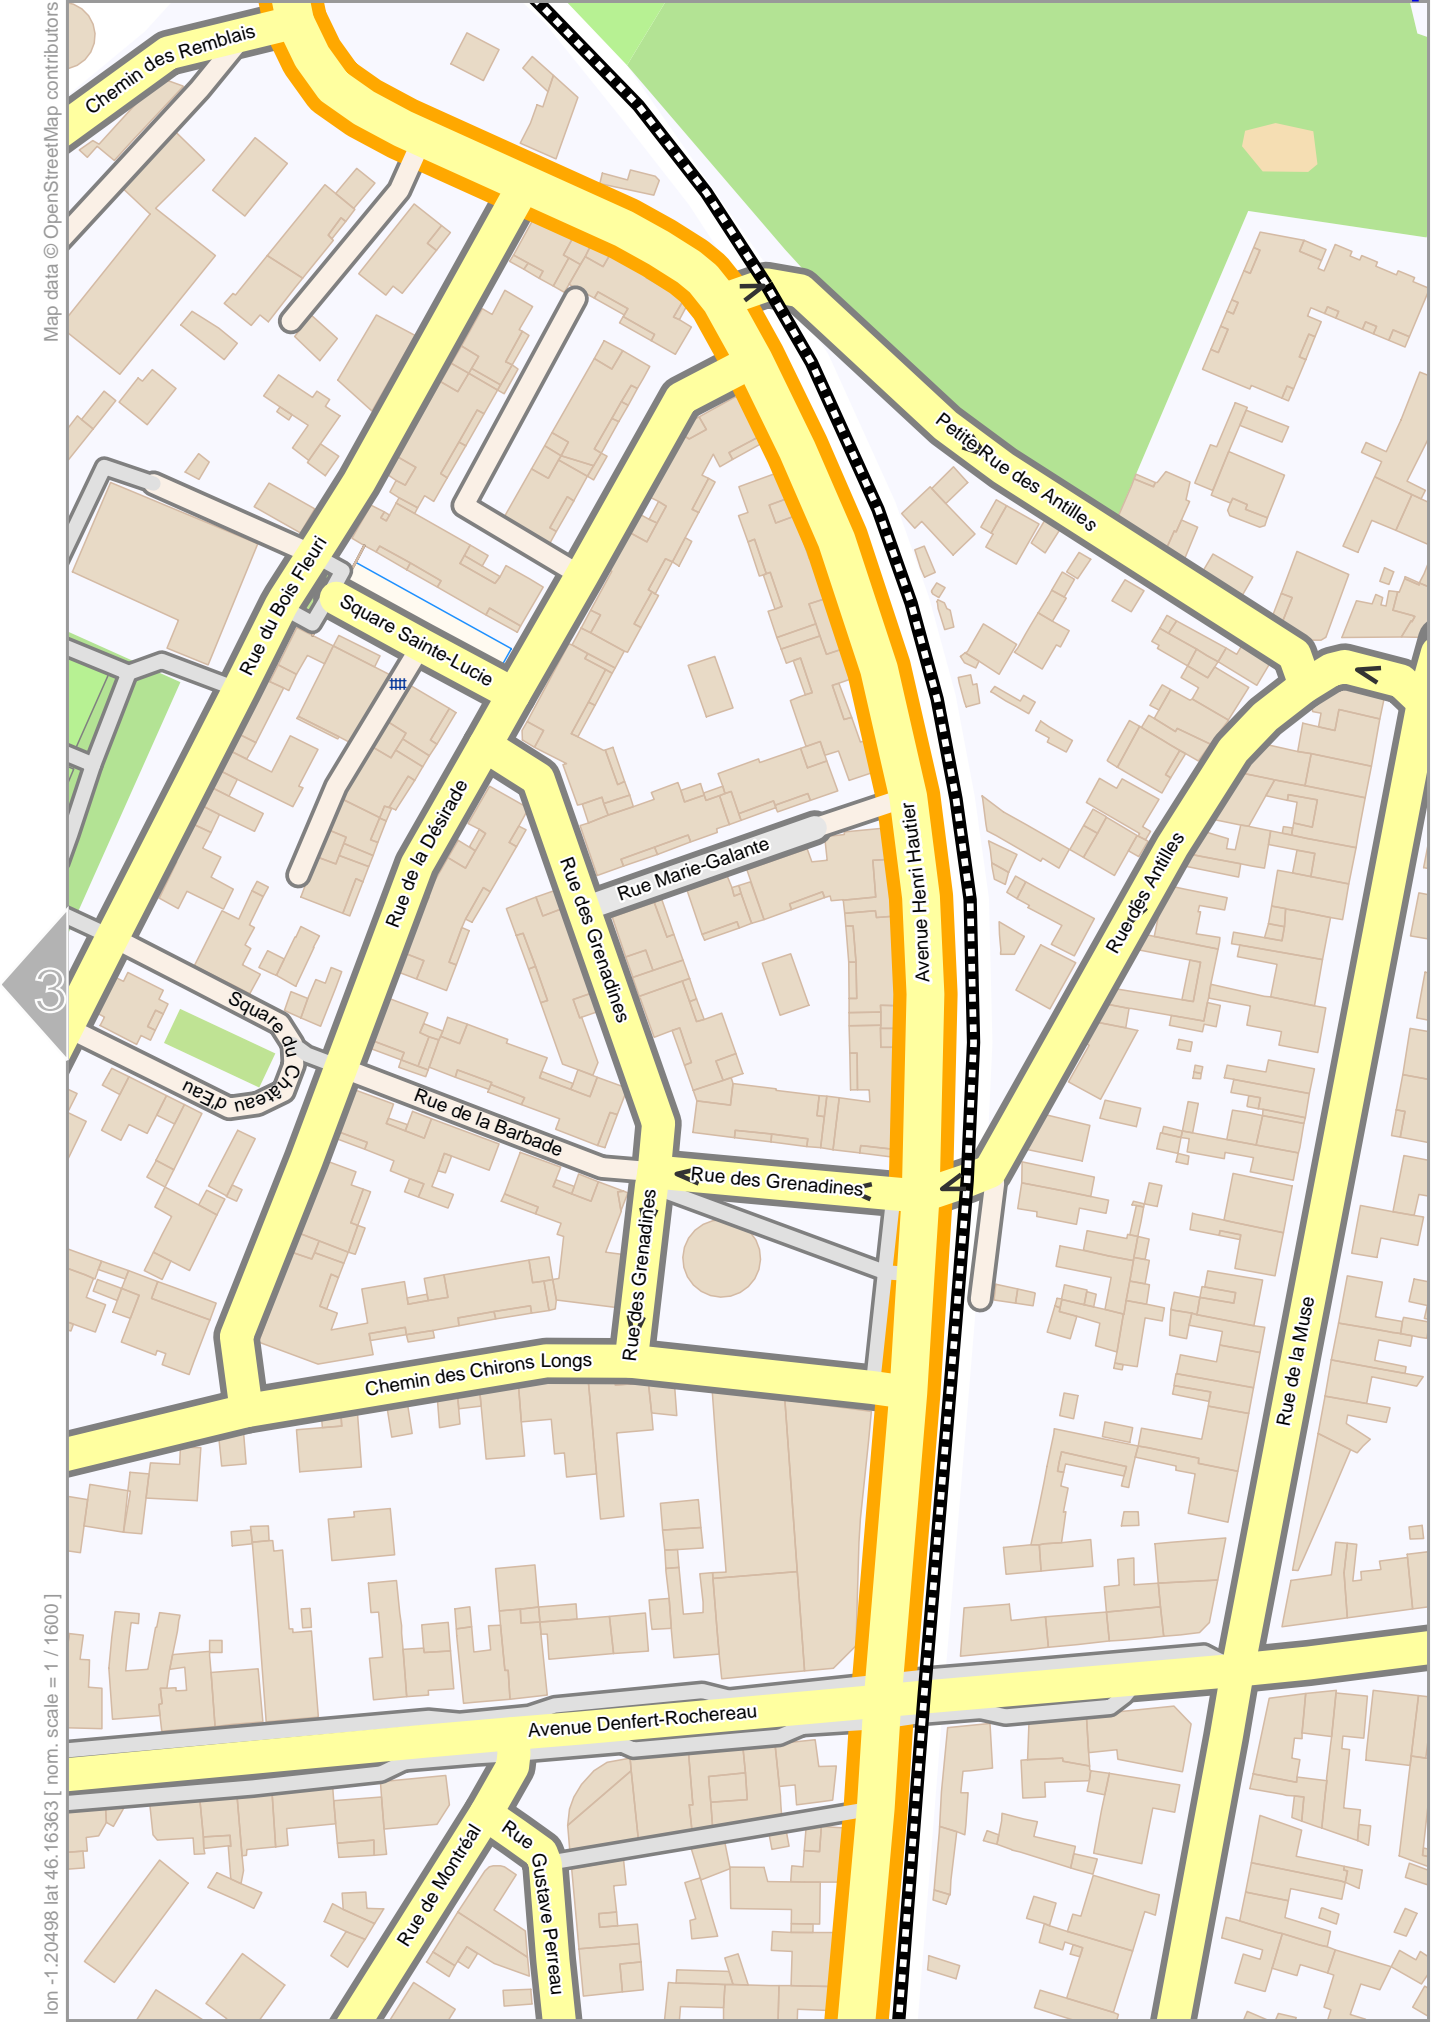 Map data © OpenStreetMap contributors
Chemin des Remblais
Petite Rue des Antilles
Rue du Bois Fleuri
Square Sainte-Lucie
Rue de la Désirade
Rue des Grenadines
Rue Marie-Galante
Avenue Henri Hautier
Rue des Antilles
3
Square du Château d'Eau
Rue de la Barbade
Rue des Grenadines
Rue des Grenadines
Chemin des Chirons Longs
Rue de la Muse
Avenue Denfert-Rochereau
Rue de Montréal
Rue Gustave Perreau
lon -1.20498 lat 46.16363 [ nom. scale = 1 / 1600 ]